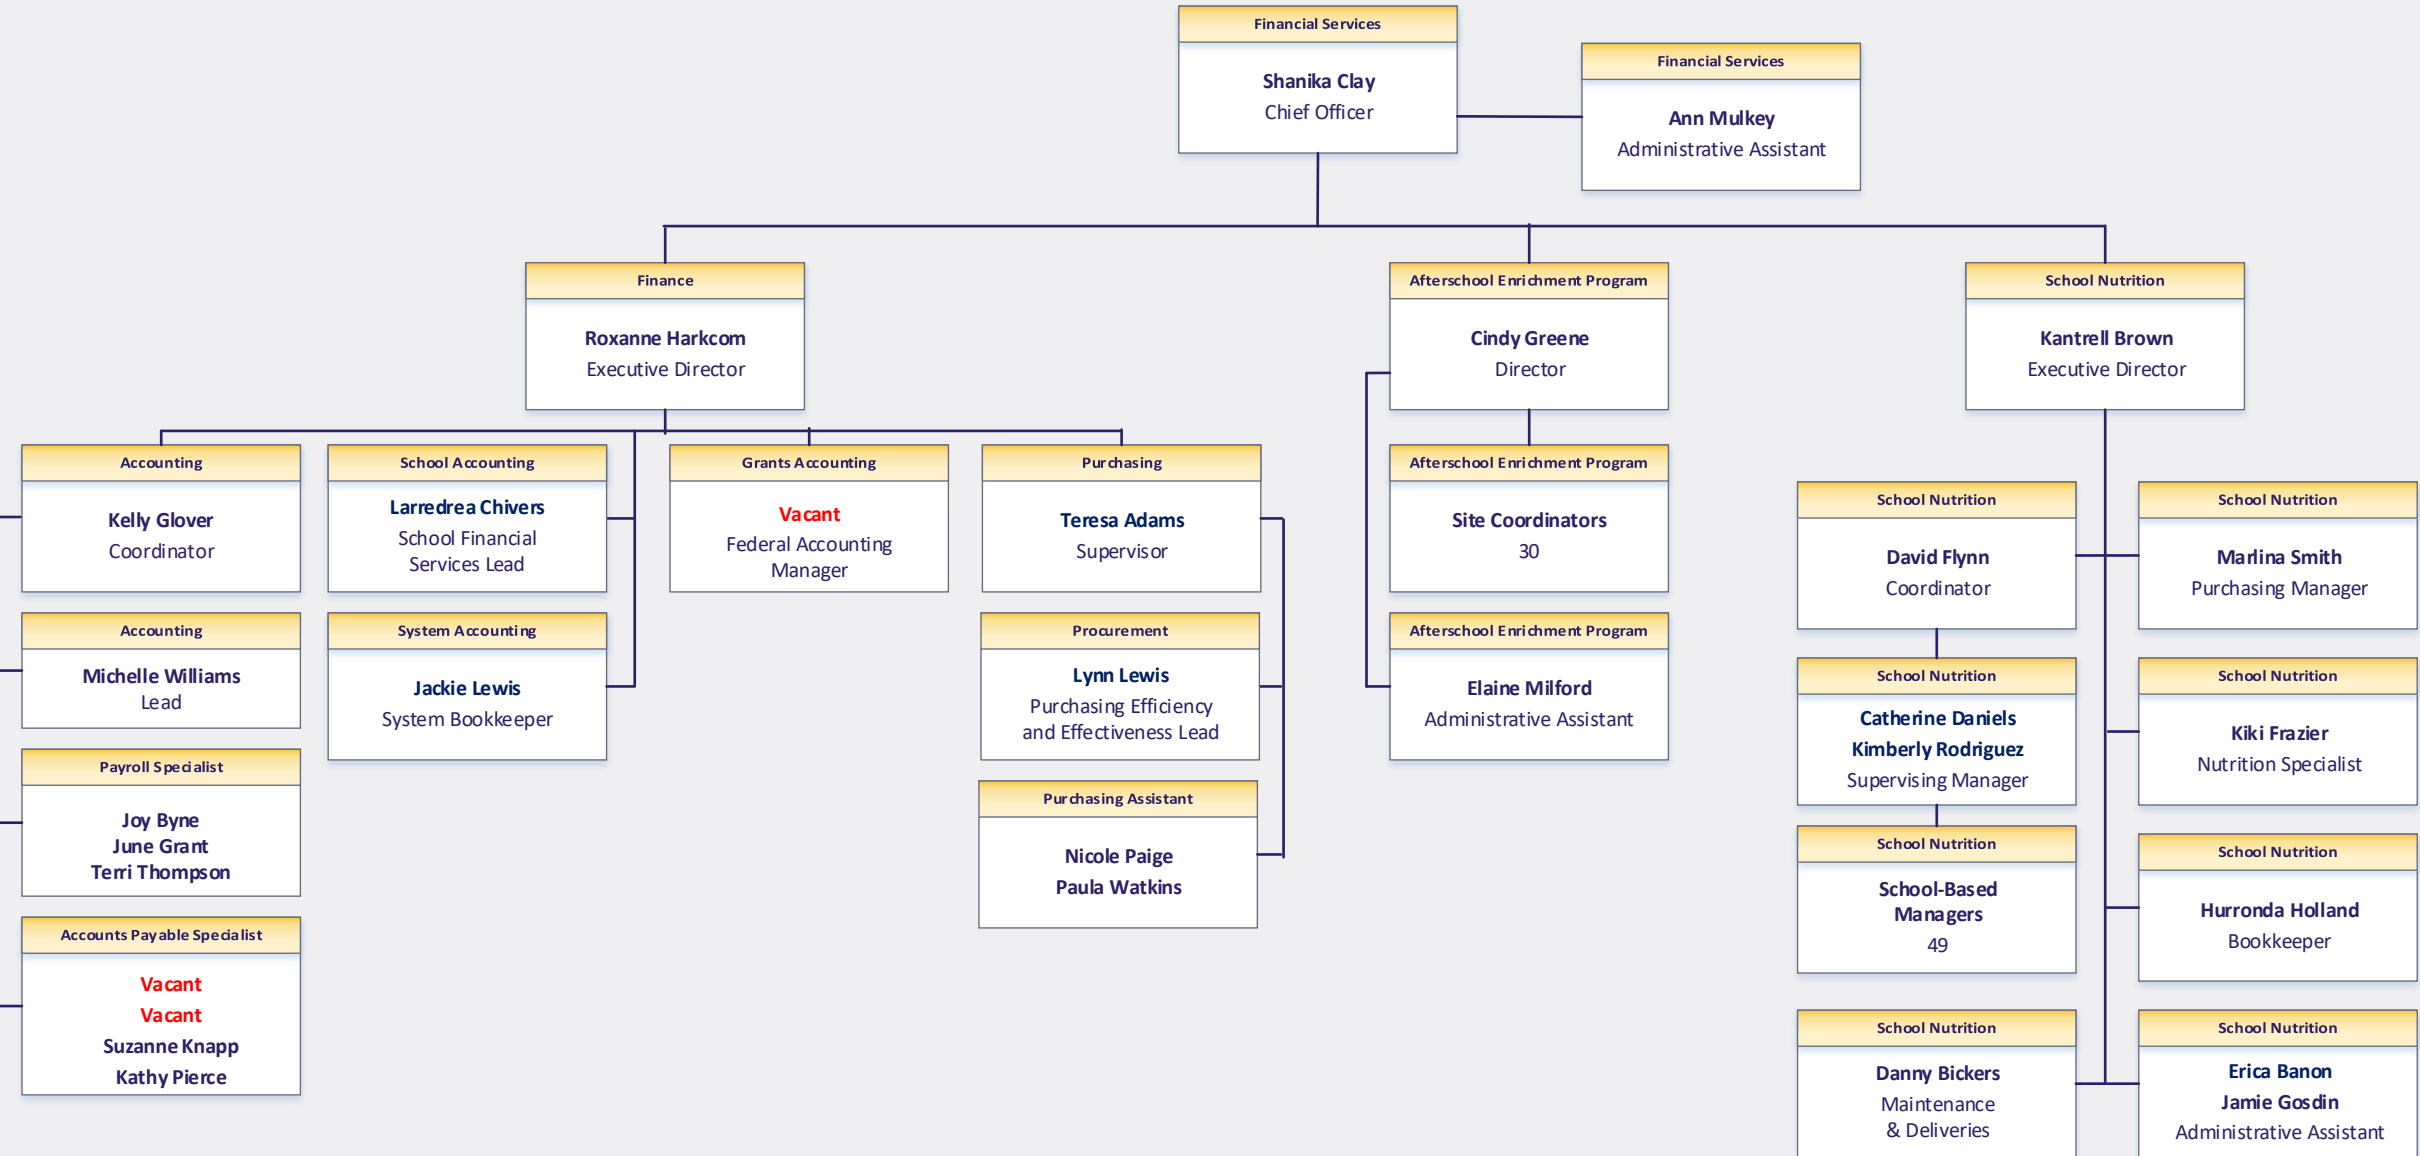 Financial Services
Shanika Clay
Chief Officer
Financial Services
Ann Mulkey
Administrative Assistant
Finance
Roxanne Harkcom
Executive Director
Afterschool Enrichment Program
Cindy Greene
Director
School Nutrition
Kantrell Brown
Executive Director
Accounting
Kelly Glover
Coordinator
School Accounting
Larredrea Chivers
School Financial
Services Lead
Grants Accounting
Vacant
Federal Accounting
Manager
Purchasing
Teresa Adams
Supervisor
Afterschool Enrichment Program
Site Coordinators
30
School Nutrition
David Flynn
Coordinator
School Nutrition
Marlina Smith
Purchasing Manager
Accounting
Michelle Williams
Lead
System Accounting
Jackie Lewis
System Bookkeeper
Procurement
Lynn Lewis
Purchasing Efficiency
and Effectiveness Lead
Afterschool Enrichment Program
Elaine Milford
Administrative Assistant
School Nutrition
Catherine Daniels
Kimberly Rodriguez
Supervising Manager
School Nutrition
Kiki Frazier
Nutrition Specialist
Payroll Specialist
Joy Byne
June Grant
Terri Thompson
Purchasing Assistant
Nicole Paige
Paula Watkins
School Nutrition
School-Based
Managers
49
School Nutrition
Hurronda Holland
Bookkeeper
Accounts Payable Specialist
Vacant
Vacant
Suzanne Knapp
Kathy Pierce
School Nutrition
Danny Bickers
Maintenance
& Deliveries
School Nutrition
Erica Banon
Jamie Gosdin
Administrative Assistant